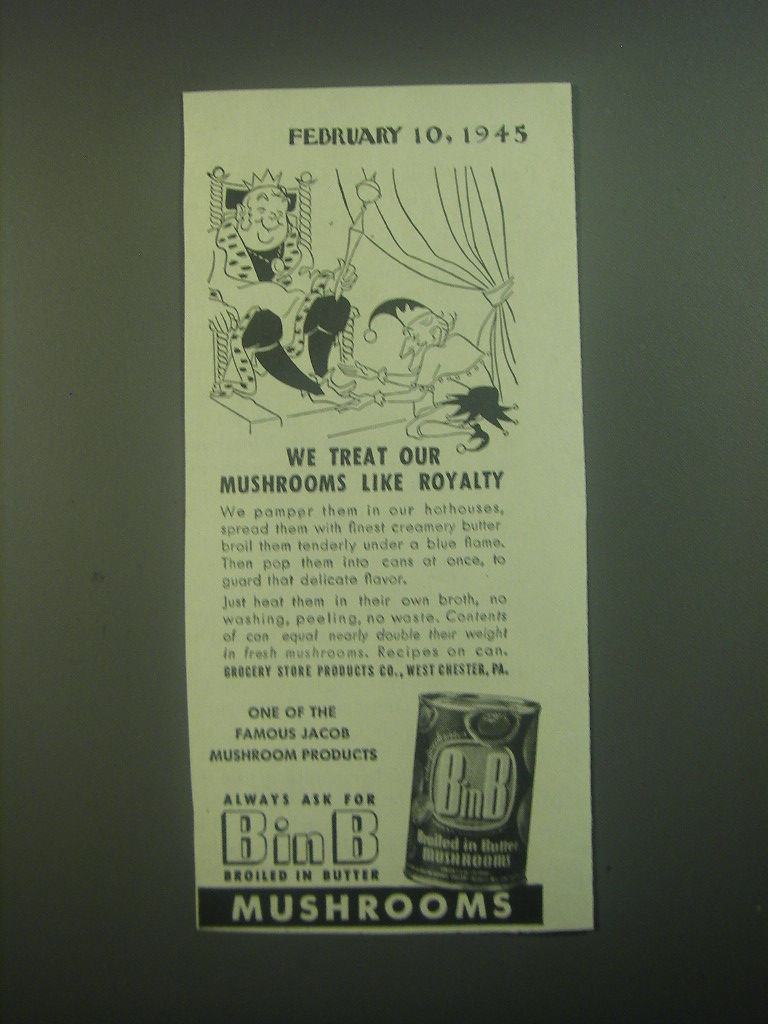 FEBRUARY 10, 1945
WE TREAT OUR
MUSHROOMS LIKE ROYALTY
We pamper them in our hothouses,
spread them with finest creamery butter
broil them tenderly under a blue flame.
Then pop them into cans at once, to
guard that delicate flavor.
Just heat them in their own broth, no
washing, peeling, no waste. Contents
of can equal nearly double their weight
in fresh mushrooms. Recipes on can.
GROCERY STORE PRODUCTS CO., WEST CHESTER, PA.
ONE OF THE
FAMOUS JACOB
MUSHROOM PRODUCTS
ALWAYS ASK FOR
B in B
BROILED IN BUTTER
MUSHROOMS
B in B
Broiled in Butter
MUSHROOMS